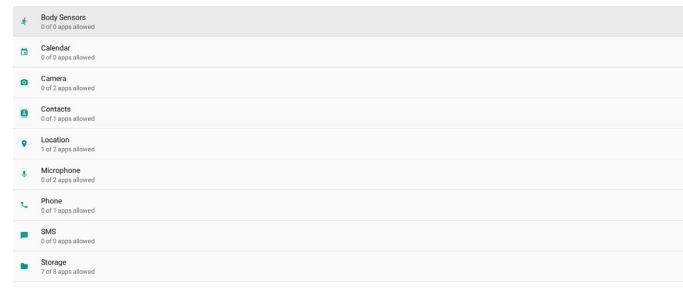 Body Sensors
0 of 0 apps allowed
Calendar
0 of 0 apps allowed
Camera
0 of 2 apps allowed
Contacts
0 of 1 apps allowed
Location
1 of 2 apps allowed
Microphone
0 of 2 apps allowed
Phone
0 of 1 apps allowed
SMS
0 of 0 apps allowed
Storage
7 of 8 apps allowed